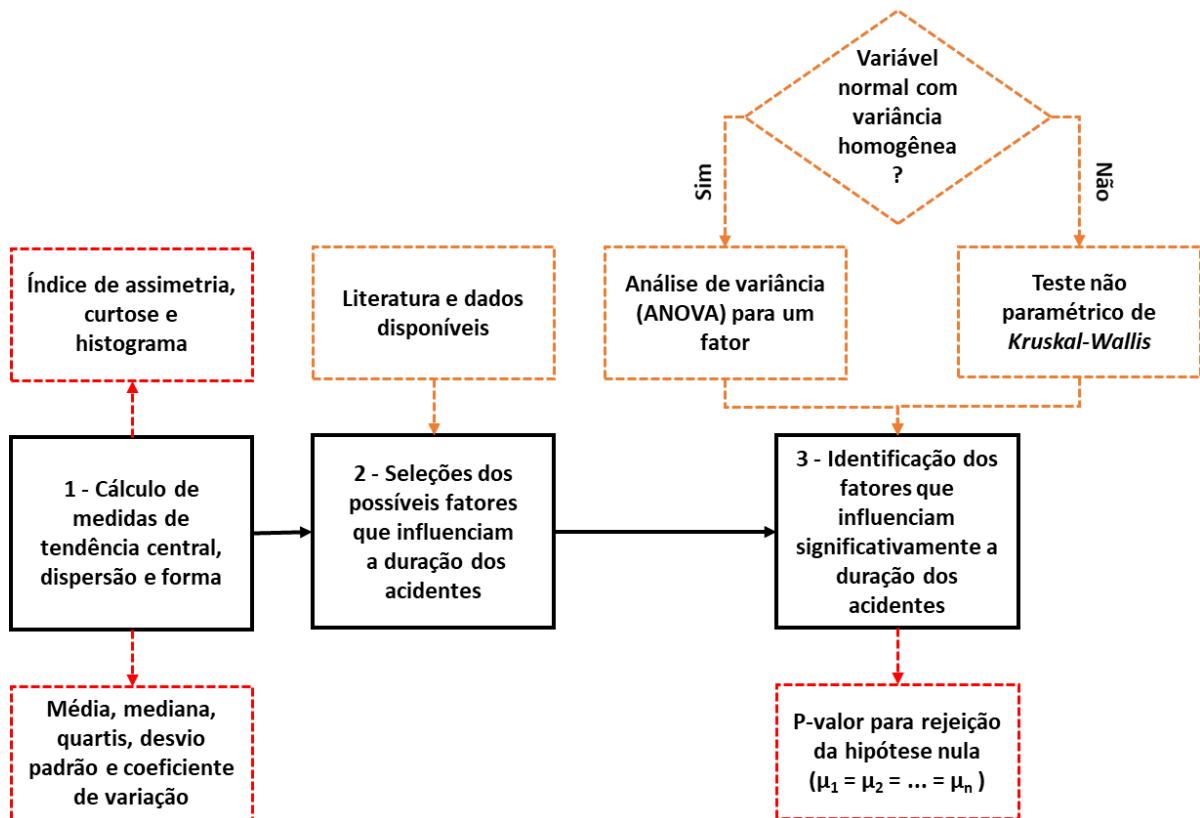 Variável
normal com
variância
homogênea
?
Sim
Não
Índice de assimetria,
curtose e
histograma
Literatura e dados
disponíveis
Análise de variância
(ANOVA) para um
fator
Teste não
paramétrico de
Kruskal-Wallis
1 - Cálculo de
medidas de
tendência central,
dispersão e forma
2 - Seleções dos
possíveis fatores
que influenciam
a duração dos
acidentes
3 - Identificação dos
fatores que
influenciam
significativamente a
duração dos
acidentes
Média, mediana,
quartis, desvio
padrão e coeficiente
de variação
P-valor para rejeição
da hipótese nula
(μ₁ = μ₂ = ... = μₙ )